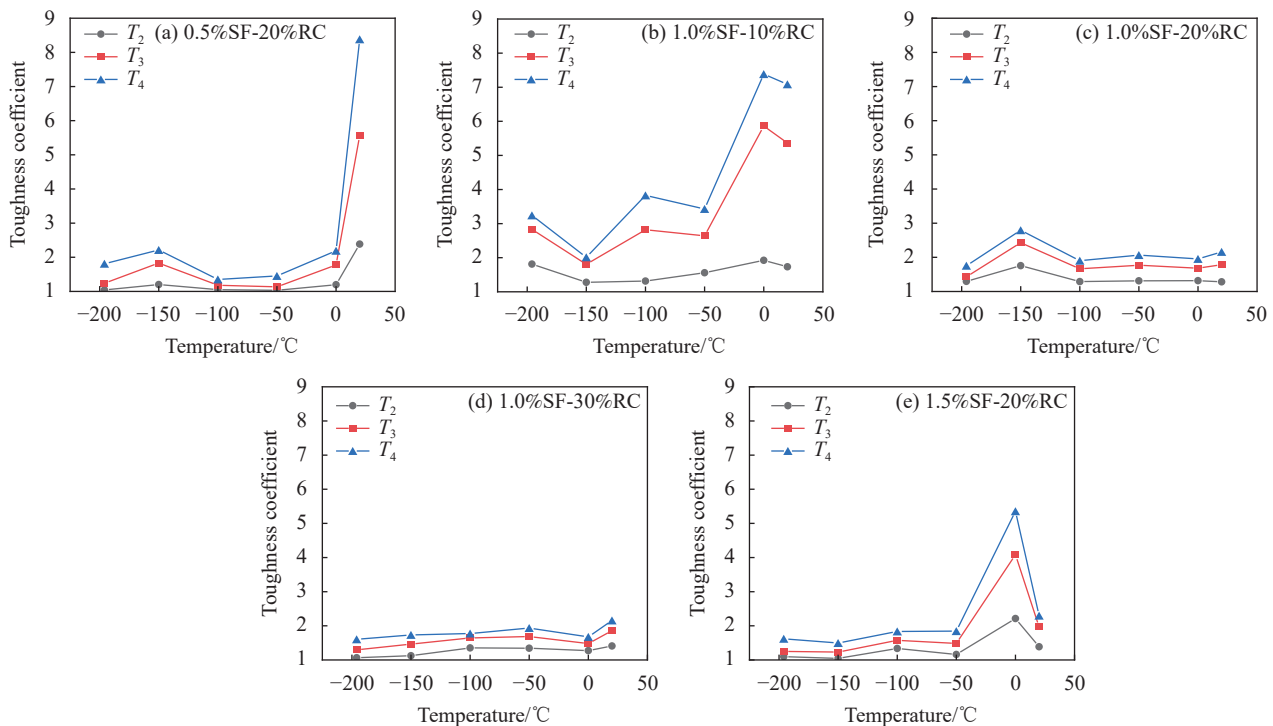 (a) 0.5%SF-20%RC
T₂
T₃
T₄
Toughness coefficient
9
8
7
6
5
4
3
2
1
−200 −150 −100 −50 0 50
Temperature/℃
(b) 1.0%SF-10%RC
T₂
T₃
T₄
Toughness coefficient
9
8
7
6
5
4
3
2
1
−200 −150 −100 −50 0 50
Temperature/℃
(c) 1.0%SF-20%RC
T₂
T₃
T₄
Toughness coefficient
9
8
7
6
5
4
3
2
1
−200 −150 −100 −50 0 50
Temperature/℃
(d) 1.0%SF-30%RC
T₂
T₃
T₄
Toughness coefficient
9
8
7
6
5
4
3
2
1
−200 −150 −100 −50 0 50
Temperature/℃
(e) 1.5%SF-20%RC
T₂
T₃
T₄
Toughness coefficient
9
8
7
6
5
4
3
2
1
−200 −150 −100 −50 0 50
Temperature/℃